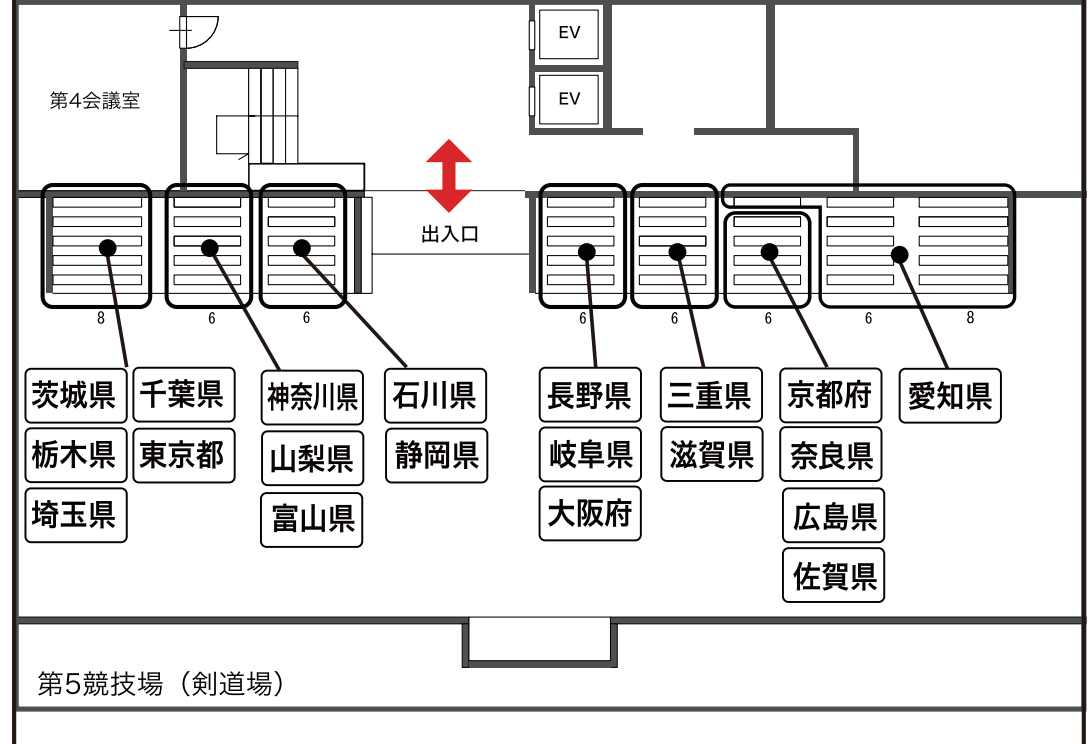 EV
EV
第4会議室
出入口
8
6
6
6
6
6
6
8
茨城県
千葉県
神奈川県
石川県
長野県
三重県
京都府
愛知県
栃木県
東京都
山梨県
静岡県
岐阜県
滋賀県
奈良県
埼玉県
富山県
大阪府
広島県
佐賀県
第5競技場（剣道場）